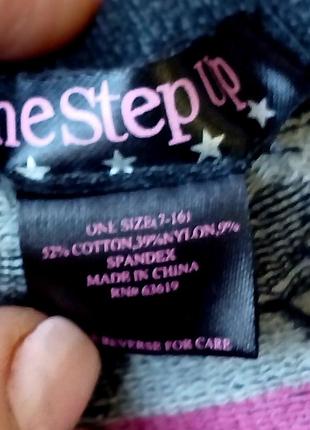 neStep Up
ONE SIZE(7-16)
52% COTTON,39%NYLON,9%
SPANDEX
MADE IN CHINA
RN# 63619
REVERSE FOR CARE